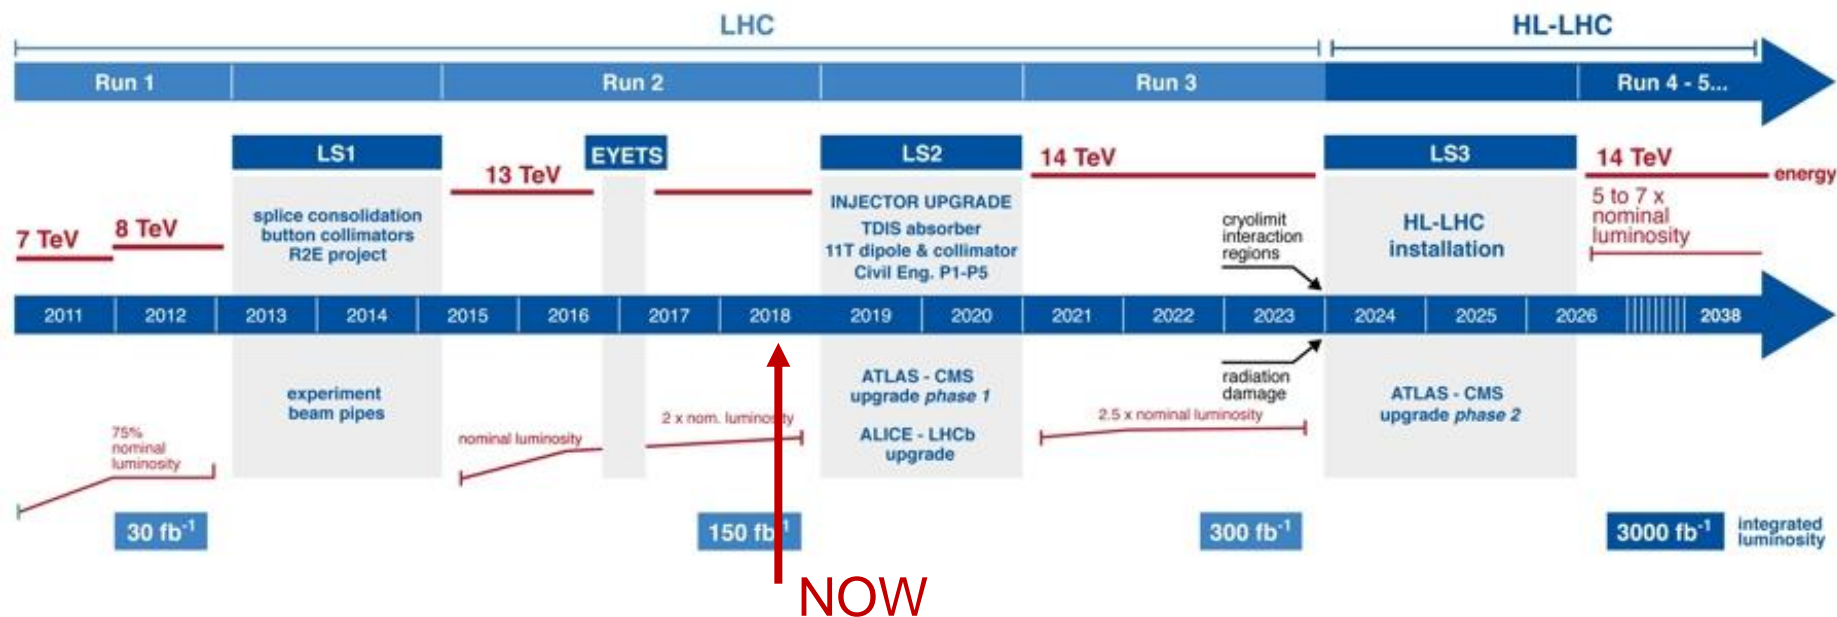 LHC
HL-LHC
Run 1
Run 2
Run 3
Run 4 - 5...
LS1
EYETS
LS2
LS3
13 TeV
14 TeV
14 TeV
energy
7 TeV
8 TeV
splice consolidation
button collimators
R2E project
INJECTOR UPGRADE
TDIS absorber
11T dipole & collimator
Civil Eng. P1-P5
cryolimit
interaction
regions
HL-LHC
installation
5 to 7 x
nominal
luminosity
2011
2012
2013
2014
2015
2016
2017
2018
2019
2020
2021
2022
2023
2024
2025
2026
2038
experiment
beam pipes
ATLAS - CMS
upgrade phase 1
ALICE - LHCb
upgrade
radiation
damage
ATLAS - CMS
upgrade phase 2
75%
nominal
luminosity
nominal luminosity
2 x nom. luminosity
2.5 x nominal luminosity
30 fb-1
150 fb-1
300 fb-1
3000 fb-1
integrated
luminosity
NOW